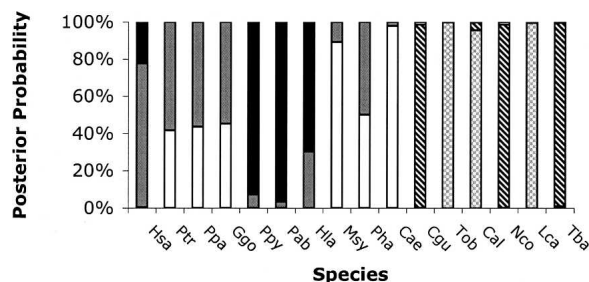 Posterior Probability
100%
80%
60%
40%
20%
0%
Hsa
Ptr
Ppa
Ggo
Ppy
Pab
Hla
Msy
Pha
Cae
Cgu
Tob
Cal
Nco
Lca
Tba
Species